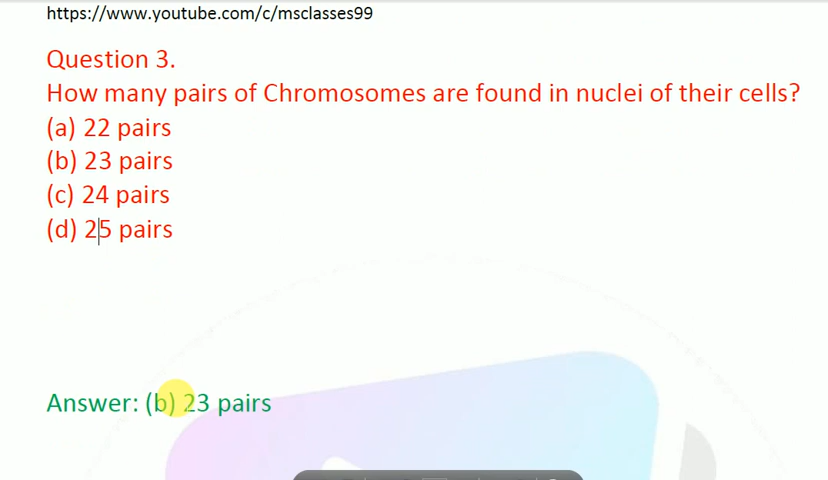 https://www.youtube.com/c/msclasses99
Question 3.
How many pairs of Chromosomes are found in nuclei of their cells?
(a) 22 pairs
(b) 23 pairs
(c) 24 pairs
(d) 25 pairs
Answer: (b) 23 pairs